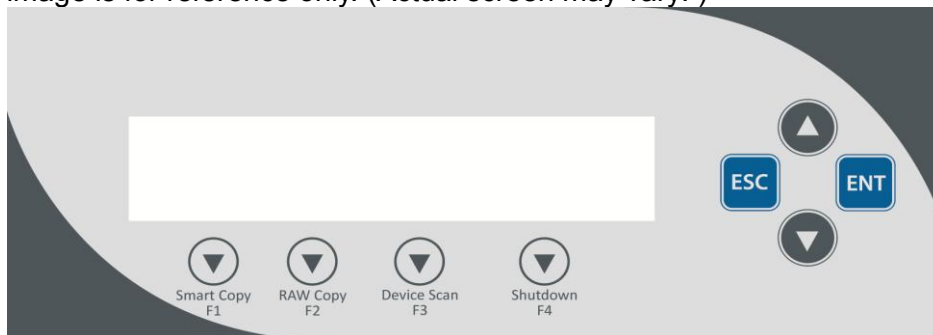 image is for reference only. (Actual screen may vary. )
ESC
ENT
Smart Copy
F1
RAW Copy
F2
Device Scan
F3
Shutdown
F4